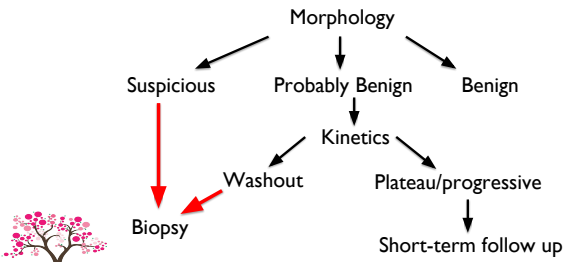 Morphology
Suspicious
Probably Benign
Benign
Kinetics
Washout
Plateau/progressive
Biopsy
Short-term follow up